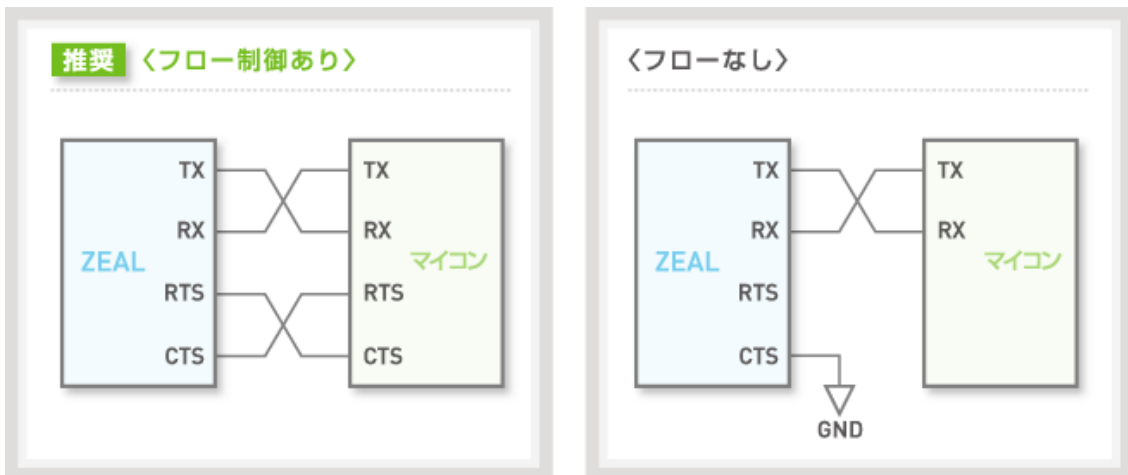 推奨 〈フロー制御あり〉
TX TX
RX RX
ZEAL マイコン
RTS RTS
CTS CTS
〈フローなし〉
TX TX
RX RX
ZEAL マイコン
RTS
CTS
GND